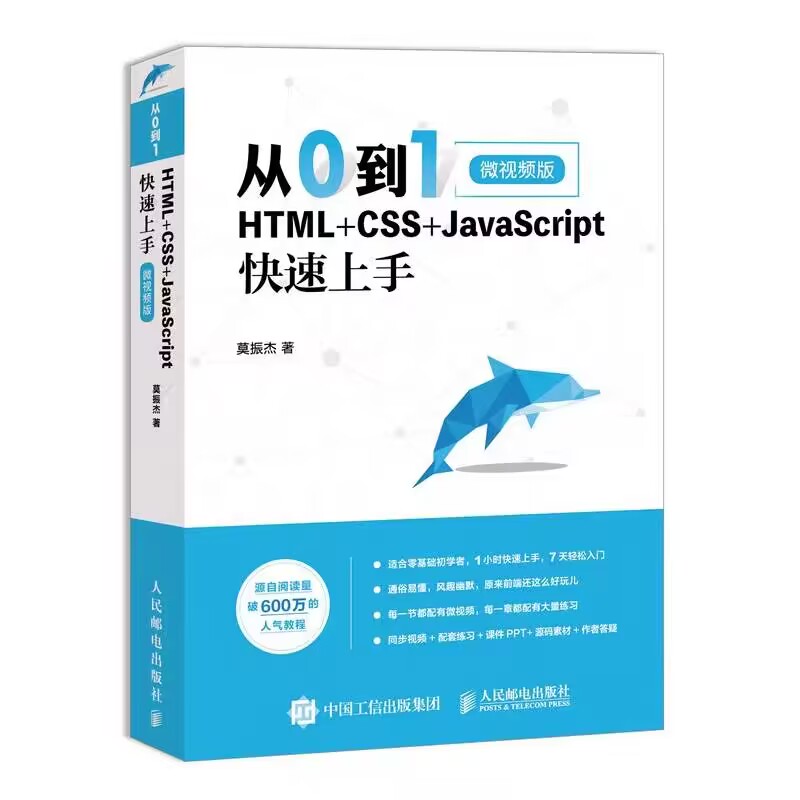 从0到1
HTML+CSS+JavaScript
快速上手
微视频版
莫振杰 著
人民邮电出版社
从0到1 微视频版
HTML+CSS+JavaScript
快速上手
莫振杰 著
源自阅读量
破600万的
人气教程
适合零基础初学者，1小时快速上手，7天轻松入门
通俗易懂，风趣幽默，原来前端还这么好玩儿
每一节都配有微视频，每一章都配有大量练习
同步视频 + 配套练习 + 课件 PPT+ 源码素材 + 作者答疑
中国工信出版集团
人民邮电出版社
POSTS & TELECOM PRESS